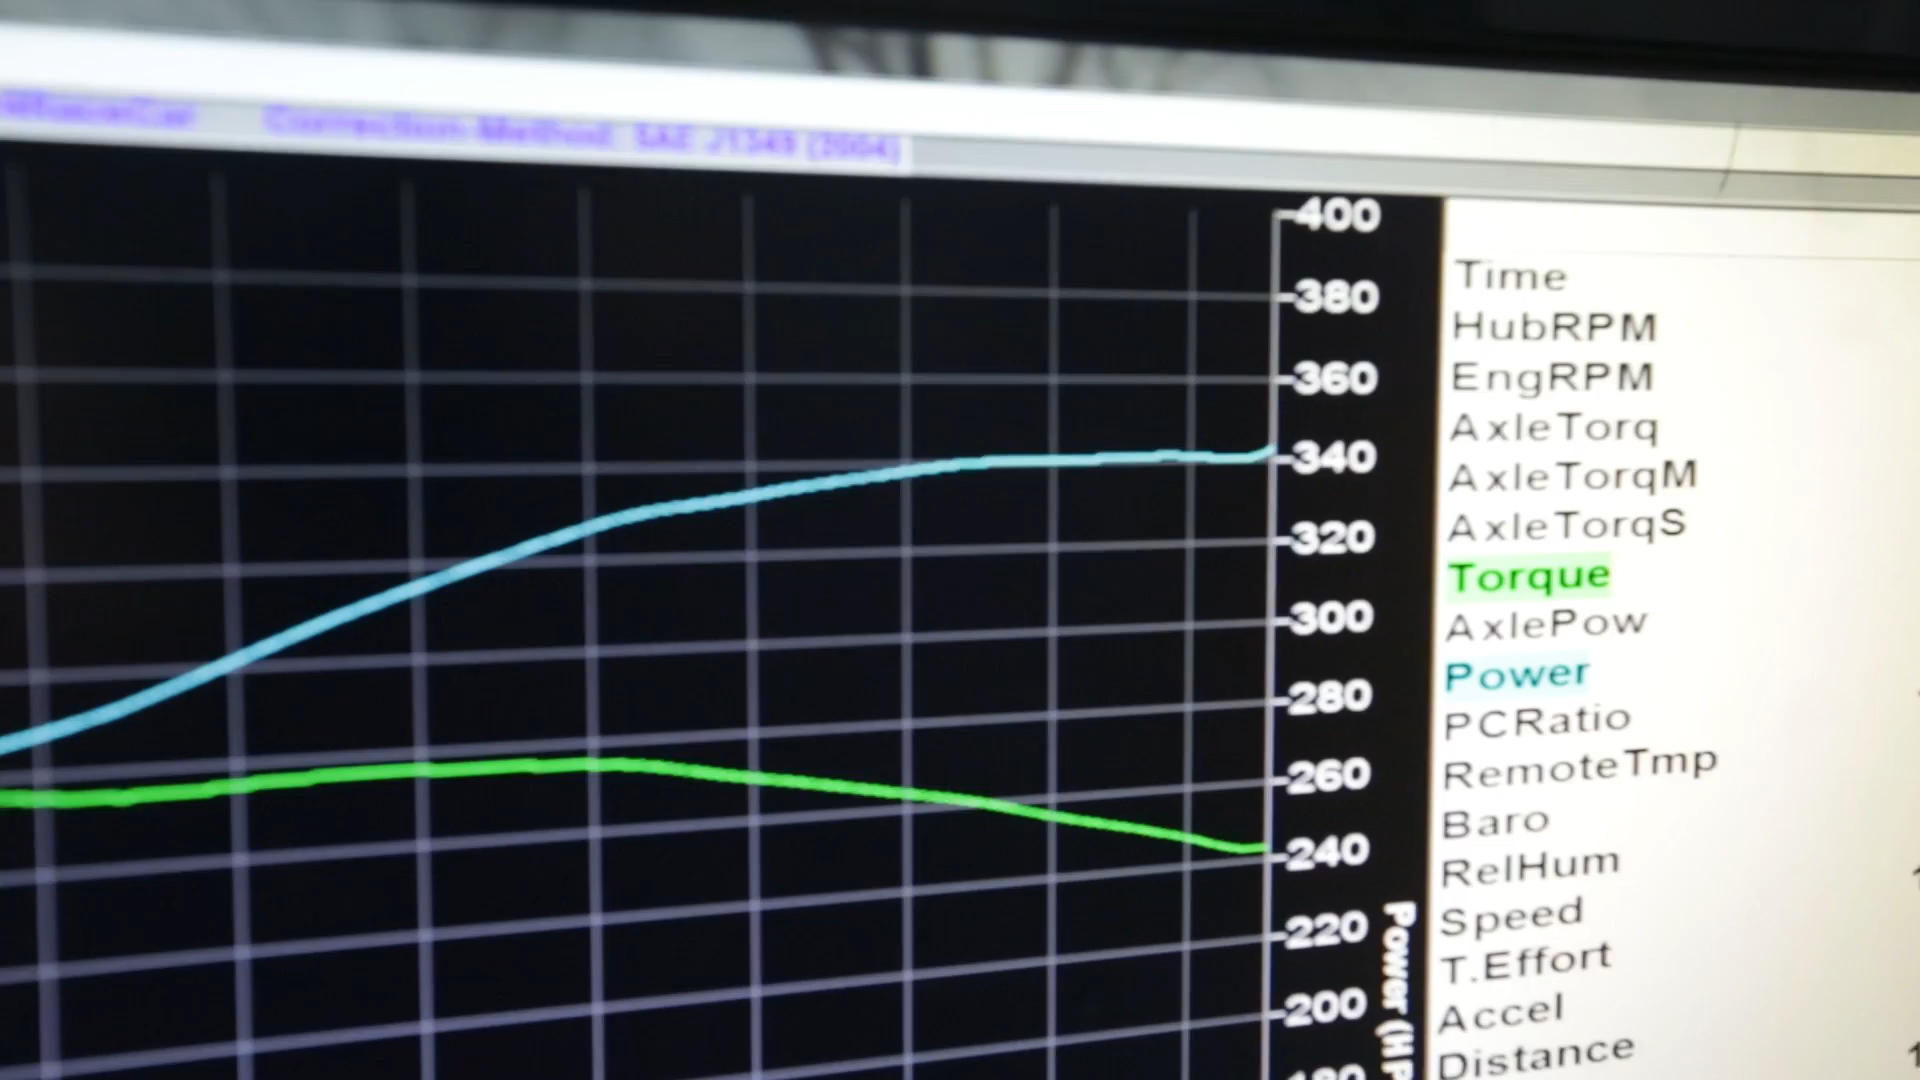 Correction Method: SAE J1349 (2004)
400
380
360
340
320
300
280
260
240
220
200
180
Power (HP
Time
HubRPM
EngRPM
AxleTorq
AxleTorqM
AxleTorqS
Torque
AxlePow
Power
PCRatio
RemoteTmp
Baro
RelHum
Speed
T.Effort
Accel
Distance